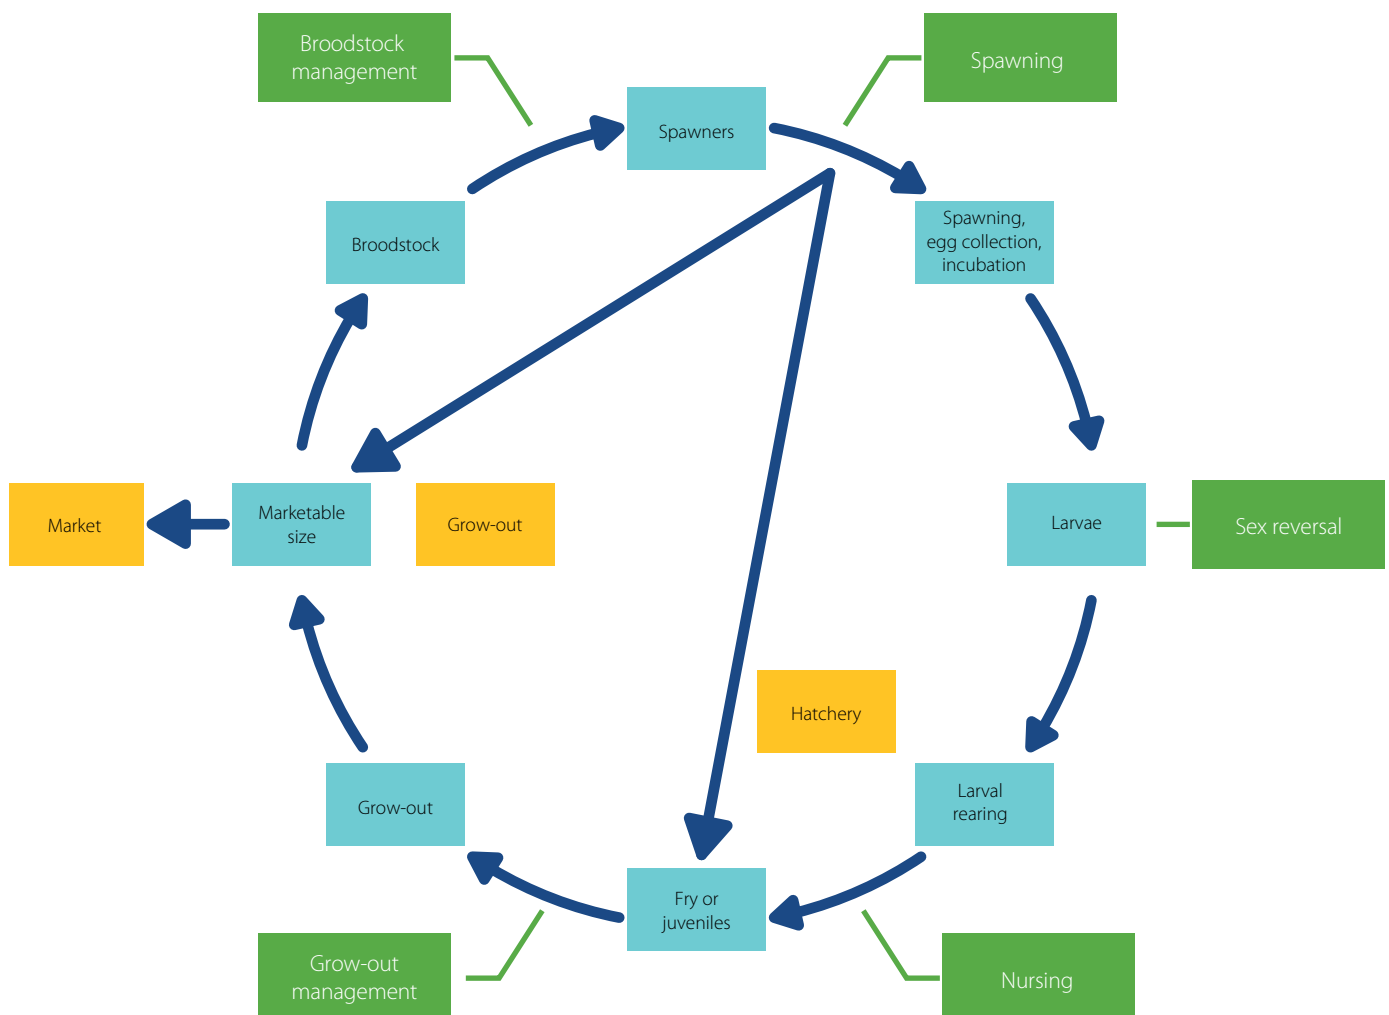 Broodstock
management
Spawning
Spawners
Broodstock
Spawning,
egg collection,
incubation
Market
Marketable
size
Grow-out
Larvae
Sex reversal
Hatchery
Grow-out
Larval
rearing
Fry or
juveniles
Grow-out
management
Nursing